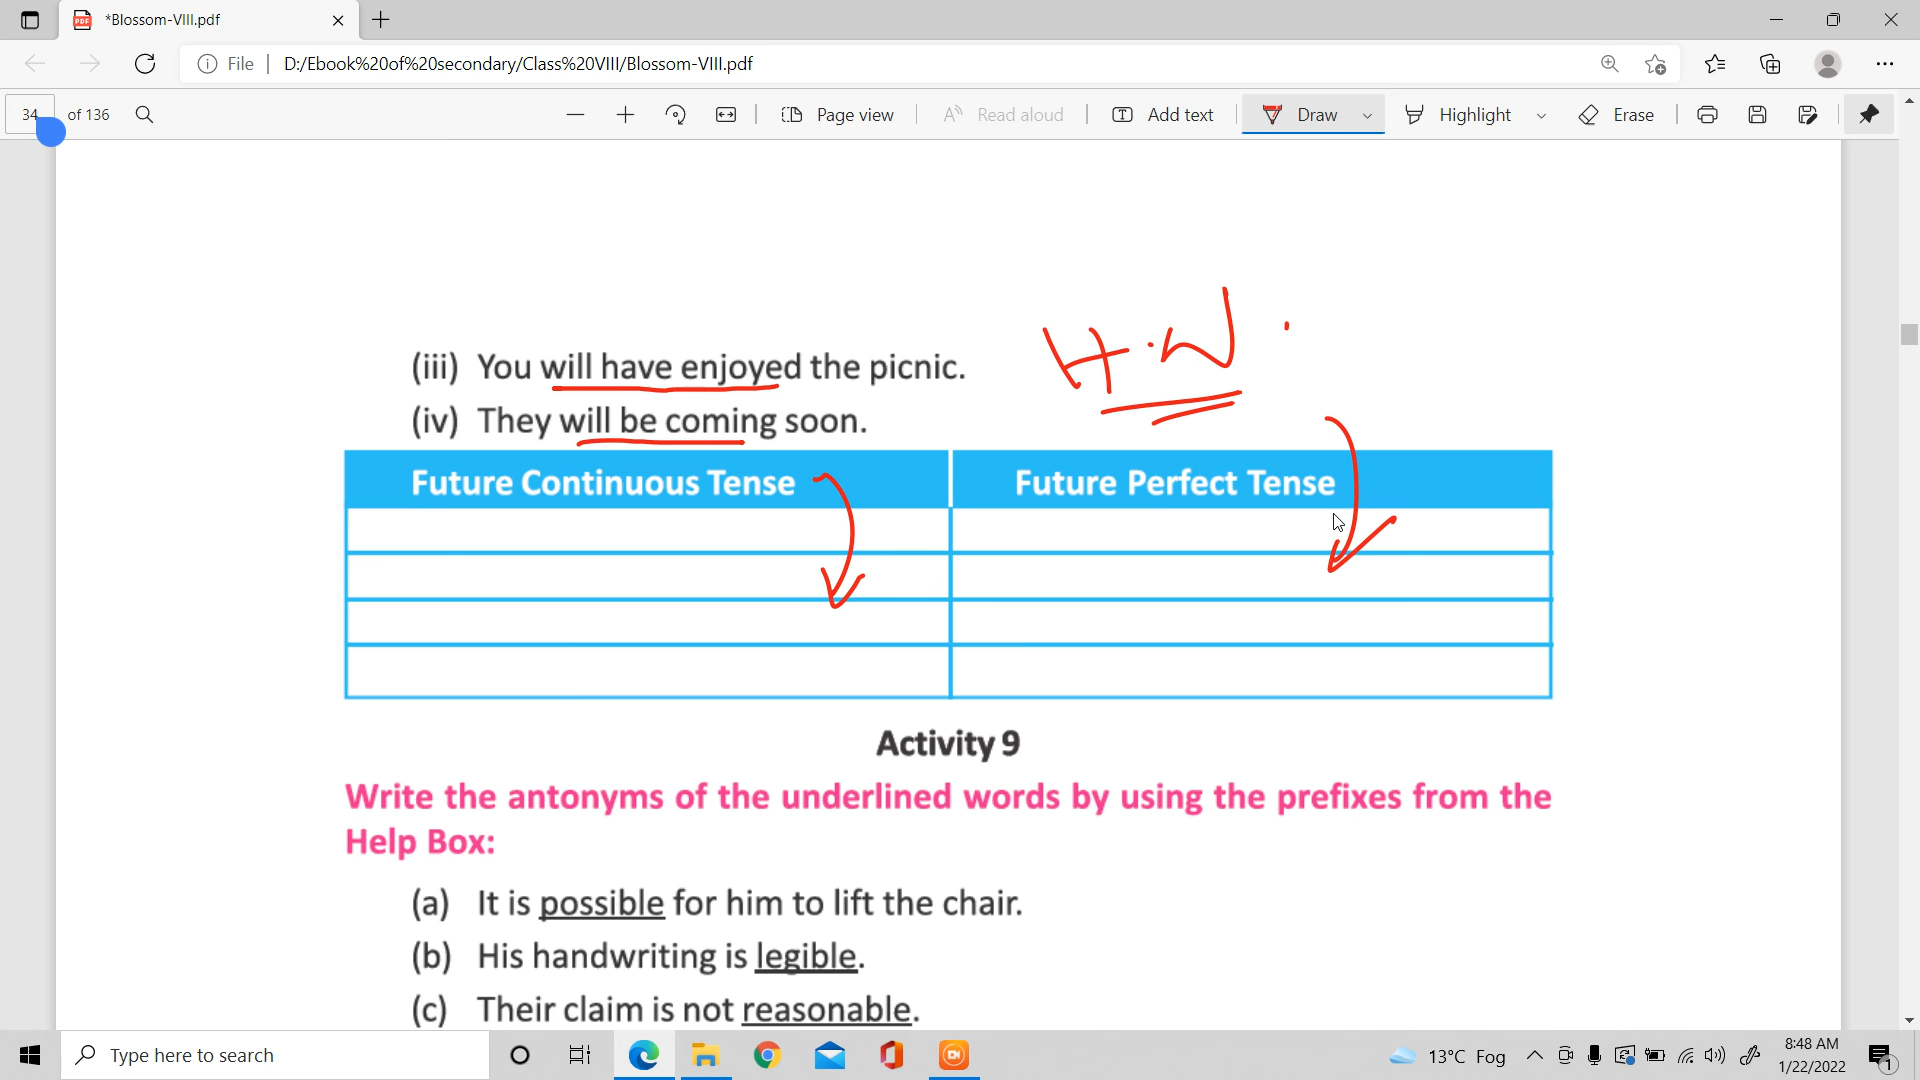 *Blossom-VIII.pdf
File
D:/Ebook%20of%20secondary/Class%20VIII/Blossom-VIII.pdf
34 of 136
Page view
Read aloud
Add text
Draw
Highlight
Erase
H.W.
(iii) You will have enjoyed the picnic.
(iv) They will be coming soon.
Future Continuous Tense
Future Perfect Tense
Activity 9
Write the antonyms of the underlined words by using the prefixes from the
Help Box:
(a) It is possible for him to lift the chair.
(b) His handwriting is legible.
(c) Their claim is not reasonable.
Type here to search
13°C Fog
8:48 AM
1/22/2022
1